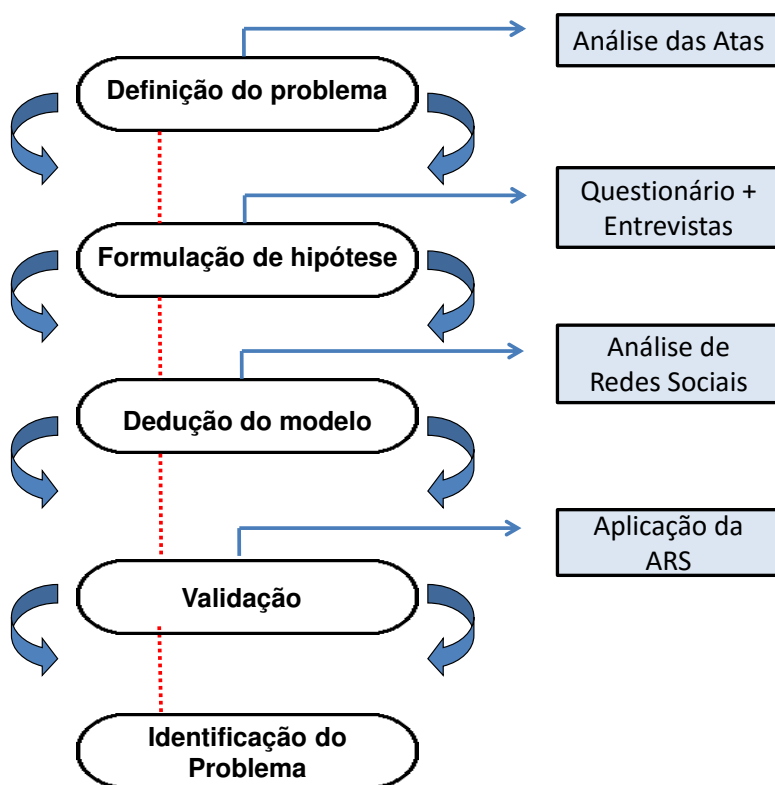 Análise das Atas
Definição do problema
Questionário +
Entrevistas
Formulação de hipótese
Análise de
Redes Sociais
Dedução do modelo
Aplicação da
ARS
Validação
Identificação do
Problema